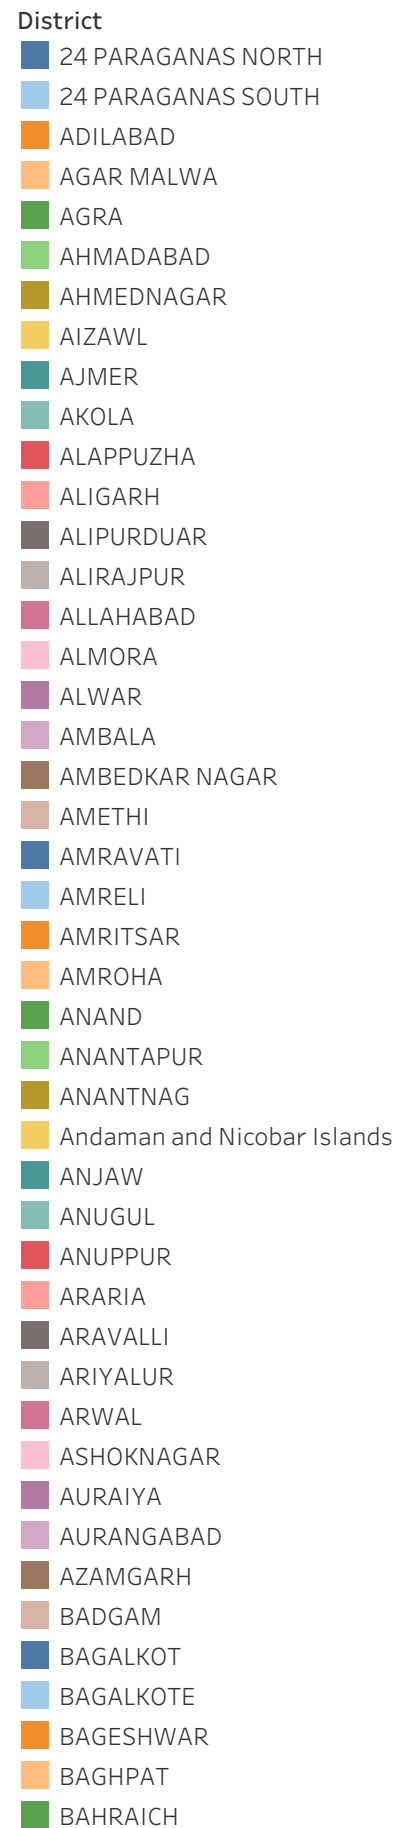 District
24 PARAGANAS NORTH
24 PARAGANAS SOUTH
ADILABAD
AGAR MALWA
AGRA
AHMADABAD
AHMEDNAGAR
AIZAWL
AJMER
AKOLA
ALAPPUZHA
ALIGARH
ALIPURDUAR
ALIRAJPUR
ALLAHABAD
ALMORA
ALWAR
AMBALA
AMBEDKAR NAGAR
AMETHI
AMRAVATI
AMRELI
AMRITSAR
AMROHA
ANAND
ANANTAPUR
ANANTNAG
Andaman and Nicobar Islands
ANJAW
ANUGUL
ANUPPUR
ARARIA
ARAVALLI
ARIYALUR
ARWAL
ASHOKNAGAR
AURAIYA
AURANGABAD
AZAMGARH
BADGAM
BAGALKOT
BAGALKOTE
BAGESHWAR
BAGHPAT
BAHRAICH